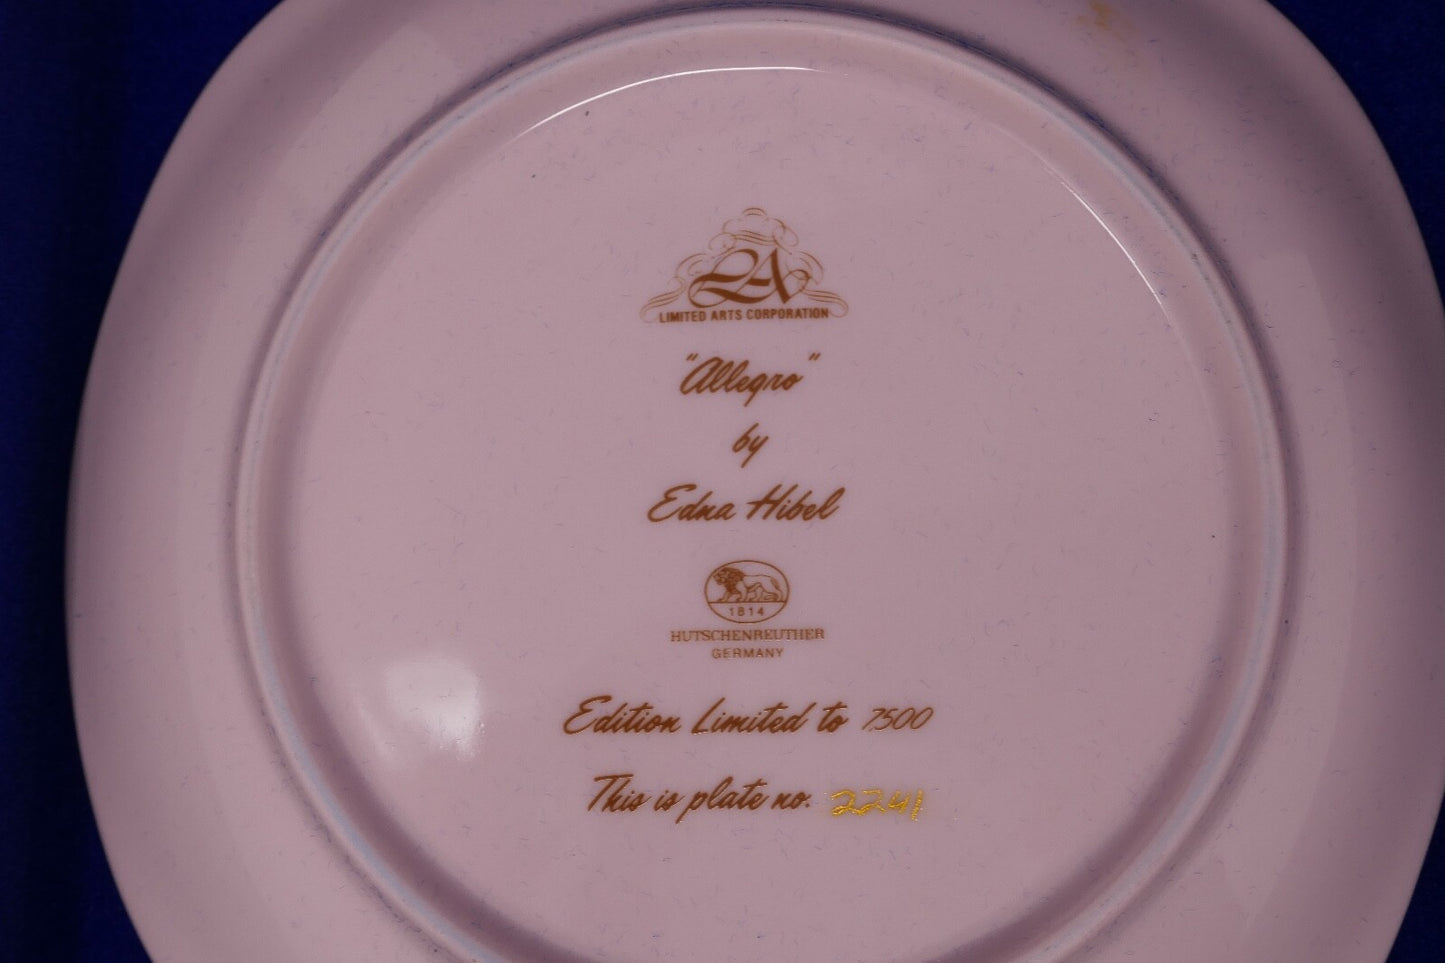 LA
LIMITED ARTS CORPORATION
"Allegro"
by
Edna Hibel
1814
HUTSCHENREUTHER
GERMANY
Edition Limited to 7500
This is plate no. 2241